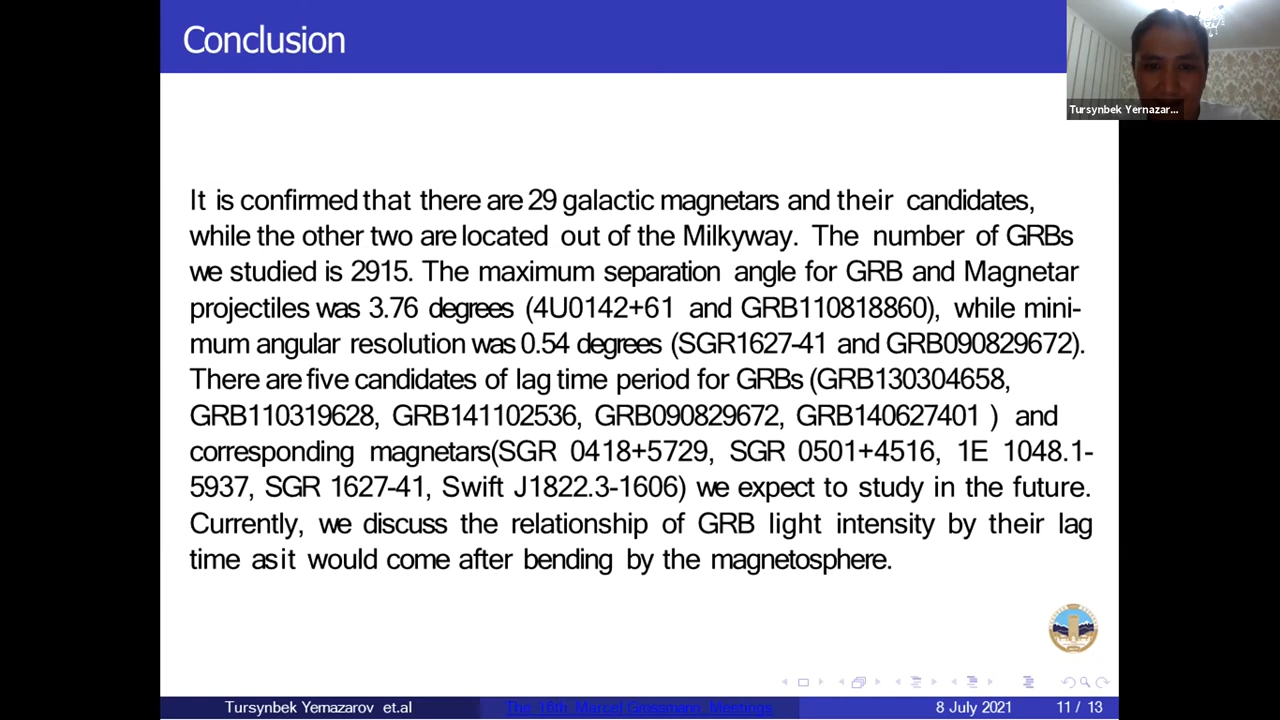 Conclusion
Tursynbek Yernazar...
It is confirmed that there are 29 galactic magnetars and their candidates,
while the other two are located out of the Milkyway. The number of GRBs
we studied is 2915. The maximum separation angle for GRB and Magnetar
projectiles was 3.76 degrees (4U0142+61 and GRB110818860), while mini-
mum angular resolution was 0.54 degrees (SGR1627-41 and GRB090829672).
There are five candidates of lag time period for GRBs (GRB130304658,
GRB110319628, GRB141102536, GRB090829672, GRB140627401 ) and
corresponding magnetars(SGR 0418+5729, SGR 0501+4516, 1E 1048.1-
5937, SGR 1627-41, Swift J1822.3-1606) we expect to study in the future.
Currently, we discuss the relationship of GRB light intensity by their lag
time as it would come after bending by the magnetosphere.
Tursynbek Yernazarov et.al
The 16th Marcel Grossmann Meetings
8 July 2021
11 / 13